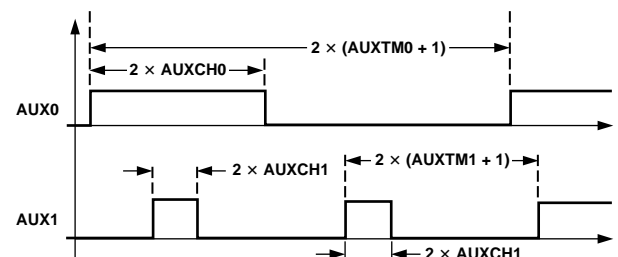 2 × (AUXTM0 + 1)
2 × AUXCH0
AUX0
2 × AUXCH1
2 × (AUXTM1 + 1)
AUX1
2 × AUXCH1